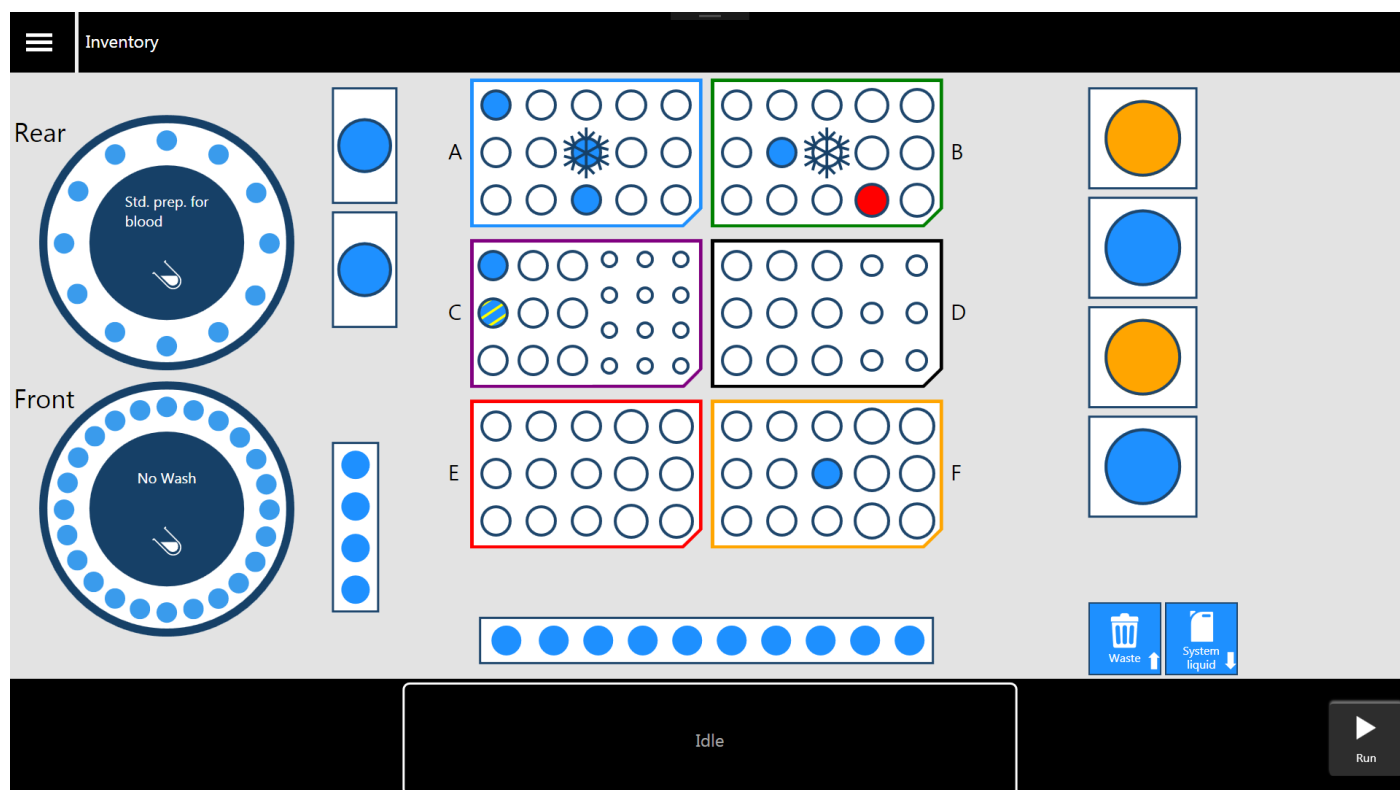 Inventory
Rear
Std. prep. for
blood
A
B
C
D
Front
No Wash
E
F
Waste
System
liquid
Idle
Run